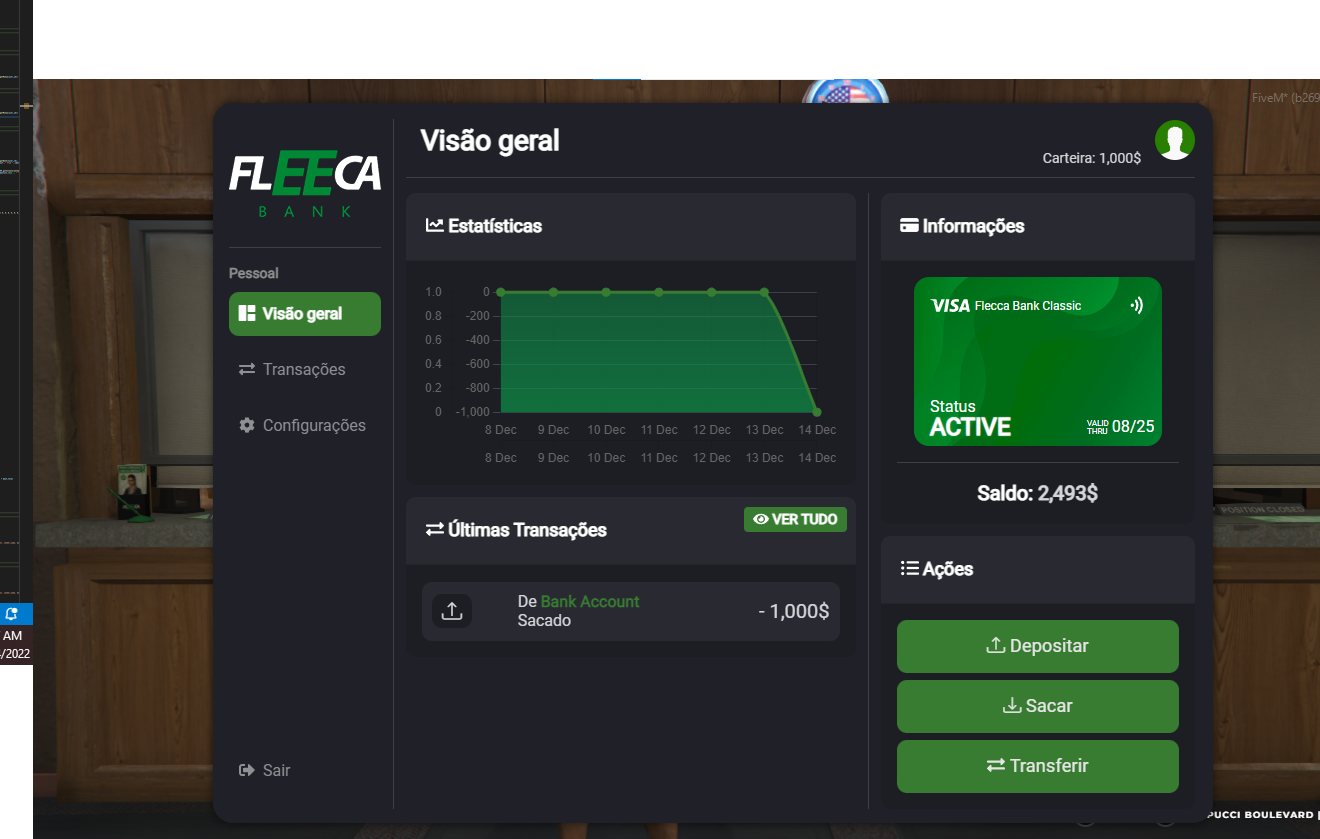 FiveM* (b269
FLEECA
BANK
Visão geral
Carteira: 1,000$
Pessoal
Visão geral
Transações
Configurações
Sair
Estatísticas
1.0
0.8
0.6
0.4
0.2
0
0
-200
-400
-600
-800
-1,000
8 Dec 9 Dec 10 Dec 11 Dec 12 Dec 13 Dec 14 Dec
8 Dec 9 Dec 10 Dec 11 Dec 12 Dec 13 Dec 14 Dec
Últimas Transações
VER TUDO
De Bank Account
Sacado
- 1,000$
Informações
VISA Flecca Bank Classic
Status
ACTIVE
VALID
THRU 08/25
Saldo: 2,493$
Ações
Depositar
Sacar
Transferir
POSITION CLOSED
PUCCI BOULEVARD |
AM
/2022